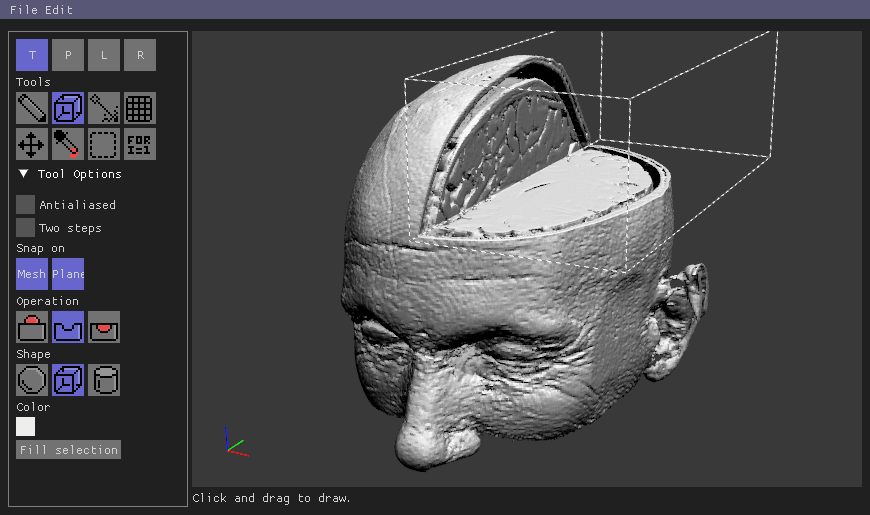 File Edit
T P L R
Tools
FOR
I=1
▼ Tool Options
Antialiased
Two steps
Snap on
Mesh Plane
Operation
Shape
Color
Fill selection
Click and drag to draw.